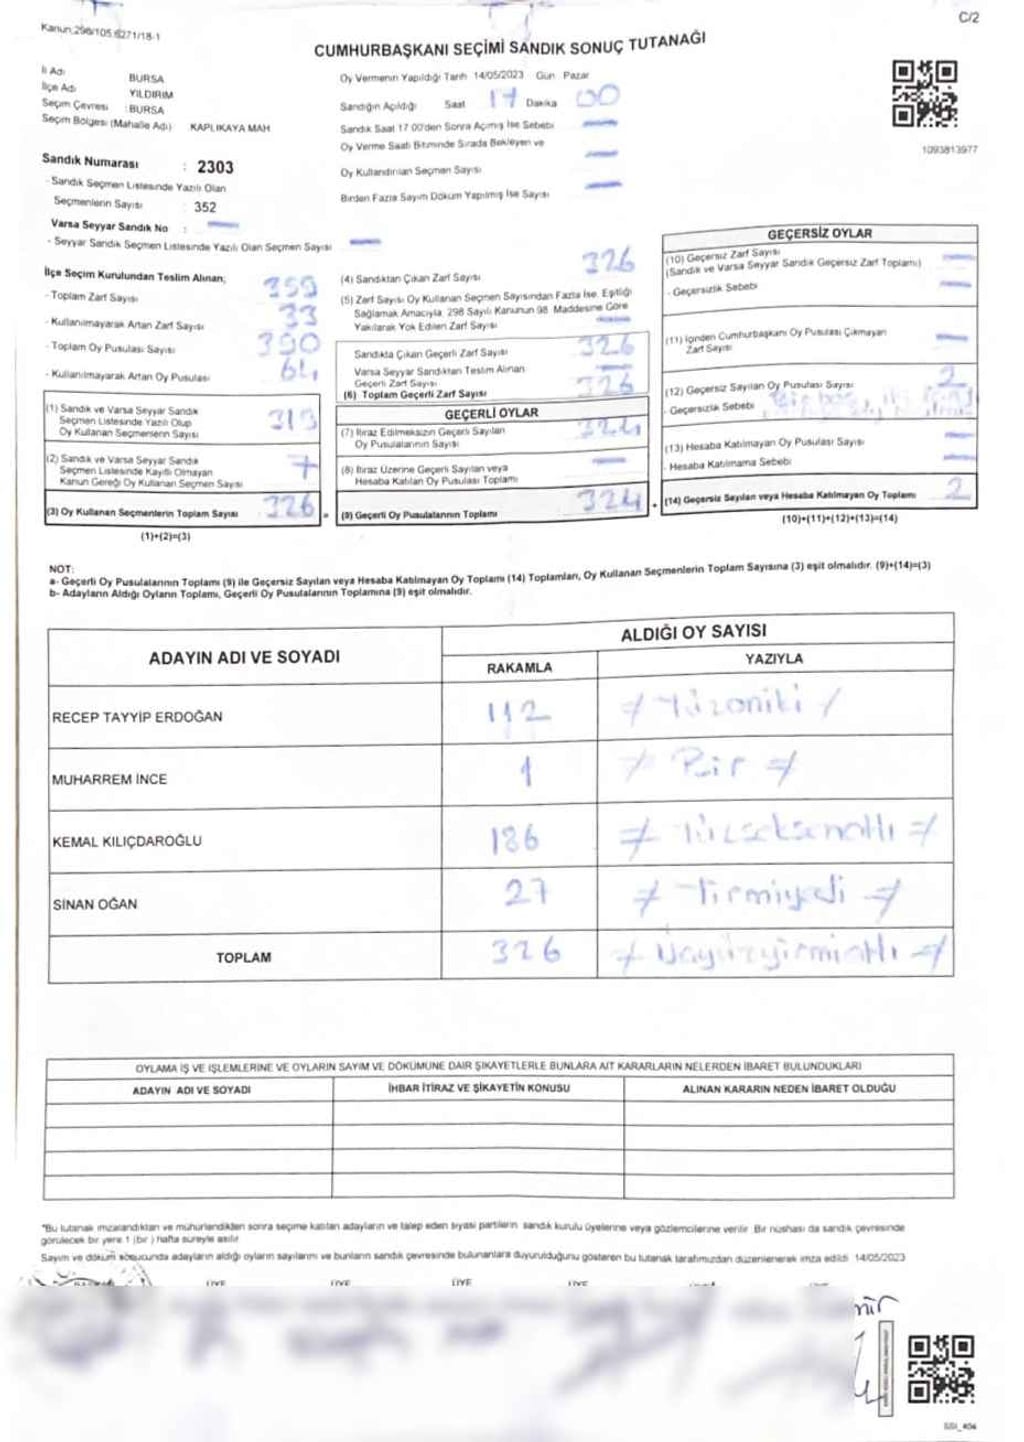 C/2
Kanun:298/105.6271/18-1
CUMHURBAŞKANI SEÇİMİ SANDIK SONUÇ TUTANAĞI
İl Adı BURSA
İlçe Adı YILDIRIM
Seçim Çevresi : BURSA
Seçim Bölgesi (Mahalle Adı) KAPLIKAYA MAH
Sandık Numarası : 2303
- Sandık Seçmen Listesinde Yazılı Olan
Seçmenlerin Sayısı : 352
Varsa Seyyar Sandık No :
- Seyyar Sandık Seçmen Listesinde Yazılı Olan Seçmen Sayısı
Oy Vermenin Yapıldığı Tarih 14/05/2023 Gün Pazar
Sandığın Açıldığı Saat 17 Dakika 00
Sandık Saat 17 00'den Sonra Açımış İse Sebebi
Oy Verme Saati Bitiminde Sırada Bekleyen ve
Oy Kullandırılan Seçmen Sayısı
Birden Fazla Sayım Döküm Yapılmış İse Sayısı
1093813977
İlçe Seçim Kurulundan Teslim Alınan;
- Toplam Zarf Sayısı 359
- Kullanılmayarak Artan Zarf Sayısı 33
- Toplam Oy Pusulası Sayısı 390
- Kullanılmayarak Artan Oy Pusulası 64
(1) Sandık ve Varsa Seyyar Sandık
Seçmen Listesinde Yazılı Olup
Oy Kullanan Seçmenlerin Sayısı 319
(2) Sandık ve Varsa Seyyar Sandık
Seçmen Listesinde Kayıtlı Olmayan
Kanun Gereği Oy Kullanan Seçmen Sayısı 7
(3) Oy Kullanan Seçmenlerin Toplam Sayısı 326
(1)+(2)=(3)
(4) Sandıktan Çıkan Zarf Sayısı 326
(5) Zarf Sayısı Oy Kullanan Seçmen Sayısından Fazla İse, Eşitliği
Sağlamak Amacıyla, 298 Sayılı Kanunun 98. Maddesine Göre
Yakılarak Yok Edilen Zarf Sayısı
Sandıkta Çıkan Geçerli Zarf Sayısı 326
Varsa Seyyar Sandıktan Teslim Alınan
Geçerli Zarf Sayısı
(6) Toplam Geçerli Zarf Sayısı 326
GEÇERLİ OYLAR
(7) İtiraz Edilmeksizin Geçerli Sayılan
Oy Pusulalarının Sayısı 324
(8) İtiraz Üzerine Geçerli Sayılan veya
Hesaba Katılan Oy Pusulası Toplamı
(9) Geçerli Oy Pusulalarının Toplamı 324
GEÇERSİZ OYLAR
(10) Geçersiz Zarf Sayısı
(Sandık ve Varsa Seyyar Sandık Geçersiz Zarf Toplamı)
- Geçersizlik Sebebi
(11) İçinden Cumhurbaşkanı Oy Pusulası Çıkmayan
Zarf Sayısı
(12) Geçersiz Sayılan Oy Pusulası Sayısı 2
- Geçersizlik Sebebi
(13) Hesaba Katılmayan Oy Pusulası Sayısı
- Hesaba Katılmama Sebebi
(14) Geçersiz Sayılan veya Hesaba Katılmayan Oy Toplamı 2
(10)+(11)+(12)+(13)=(14)
NOT:
a- Geçerli Oy Pusulalarının Toplamı (9) ile Geçersiz Sayılan veya Hesaba Katılmayan Oy Toplamı (14) Toplamları, Oy Kullanan Seçmenlerin Toplam Sayısına (3) eşit olmalıdır. (9)+(14)=(3)
b- Adayların Aldığı Oyların Toplamı, Geçerli Oy Pusulalarının Toplamına (9) eşit olmalıdır.
ADAYIN ADI VE SOYADI ALDIĞI OY SAYISI
RAKAMLA YAZIYLA
RECEP TAYYİP ERDOĞAN 112 Yüzoniki
MUHARREM İNCE 1 Bir
KEMAL KILIÇDAROĞLU 186 Yüzseksenaltı
SİNAN OĞAN 27 Yirmiyedi
TOPLAM 326 Üçyüzyirmialtı
OYLAMA İŞ VE İŞLEMLERİNE VE OYLARIN SAYIM VE DÖKÜMÜNE DAİR ŞİKAYETLERLE BUNLARA AİT KARARLARIN NELERDEN İBARET BULUNDUKLARI
ADAYIN ADI VE SOYADI İHBAR İTİRAZ VE ŞİKAYETİN KONUSU ALINAN KARARIN NEDEN İBARET OLDUĞU
*Bu tutanak imzalandıktan ve mühürlendikten sonra seçime katılan adayların ve talep eden siyasi partilerin sandık kurulu üyelerine veya gözlemcilerine verilir. Bir nüshası da sandık çevresinde
görülecek bir yere 1 (bir) hafta süreyle asılır
Sayım ve döküm sonucunda adayların aldığı oyların sayılarını ve bunların sandık çevresinde bulunanlara duyurulduğunu gösteren bu tutanak tarafımızdan düzenlenerek imza edildi 14/05/2023
ÜYE ÜYE ÜYE ÜYE